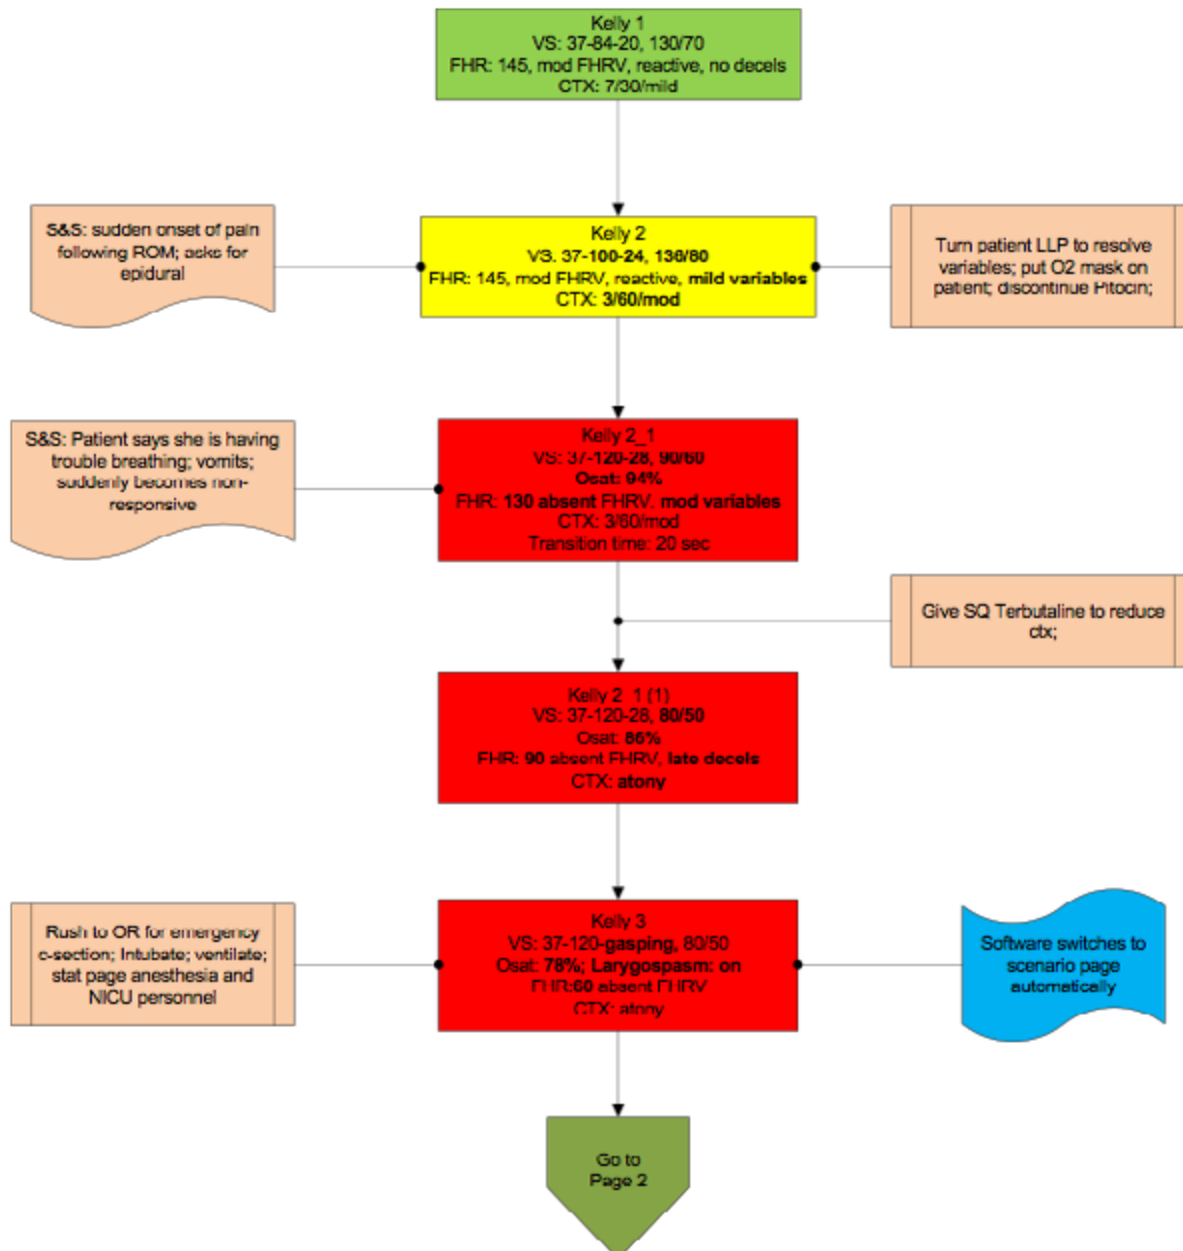 Kelly 1
VS: 37-84-20, 130/70
FHR: 145, mod FHRV, reactive, no decels
CTX: 7/30/mild
S&S: sudden onset of pain
following ROM; asks for
epidural
Kelly 2
VS. 37-100-24, 136/80
FHR: 145, mod FHRV, reactive, mild variables
CTX: 3/60/mod
Turn patient LLP to resolve
variables; put O2 mask on
patient; discontinue Pitocin;
S&S: Patient says she is having
trouble breathing; vomits;
suddenly becomes non-
responsive
Kelly 2_1
VS: 37-120-28, 90/60
Osat: 94%
FHR: 130 absent FHRV, mod variables
CTX: 3/60/mod
Transition time: 20 sec
Give SQ Terbutaline to reduce
ctx;
Kelly 2_1 (1)
VS: 37-120-28, 80/50
Osat: 86%
FHR: 90 absent FHRV, late decels
CTX: atony
Rush to OR for emergency
c-section; Intubate; ventilate;
stat page anesthesia and
NICU personnel
Kelly 3
VS: 37-120-gasping, 80/50
Osat: 78%; Larygospasm: on
FHR:60 absent FHRV
CTX: atony
Software switches to
scenario page
automatically
Go to
Page 2